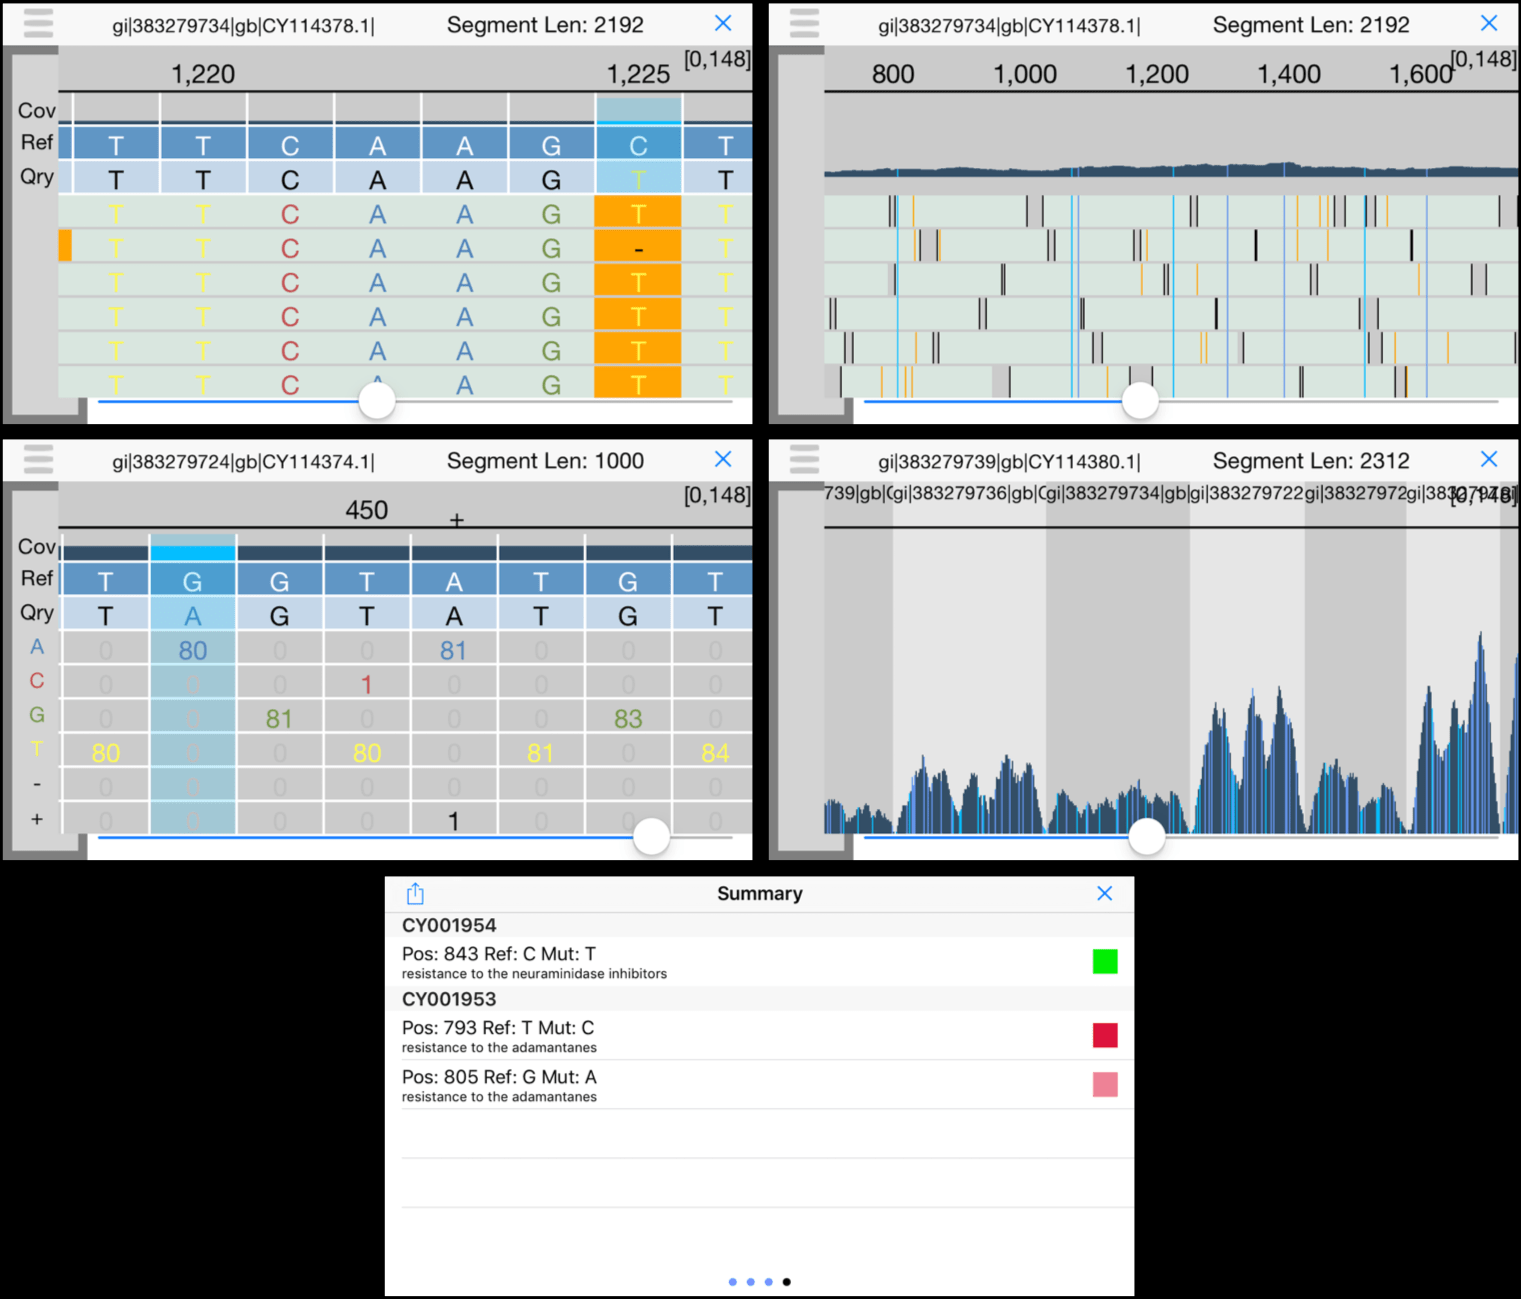 gi|383279734|gb|CY114378.1| Segment Len: 2192
[0,148]
1,220 1,225
Cov
Ref T T C A A G C T
Qry T T C A A G T T
T T C A A G T T
T T C A A G - T
T T C A A G T T
T T C A A G T T
T T C A A G T T
T T C A A G T T
gi|383279734|gb|CY114378.1| Segment Len: 2192
[0,148]
800 1,000 1,200 1,400 1,600
gi|383279724|gb|CY114374.1| Segment Len: 1000
[0,148]
450 +
Cov
Ref T G G T A T G T
Qry T A G T A T G T
A 0 80 0 0 81 0 0 0
C 0 0 0 1 0 0 0 0
G 0 0 81 0 0 0 83 0
T 80 0 0 80 0 81 0 84
- 0 0 0 0 0 0 0 0
+ 0 0 0 0 1 0 0 0
gi|383279739|gb|CY114380.1| Segment Len: 2312
739|gb|C gi|383279736|gb|C gi|383279734|gb| gi|383279722 gi|38327972
Summary
CY001954
Pos: 843 Ref: C Mut: T
resistance to the neuraminidase inhibitors
CY001953
Pos: 793 Ref: T Mut: C
resistance to the adamantanes
Pos: 805 Ref: G Mut: A
resistance to the adamantanes